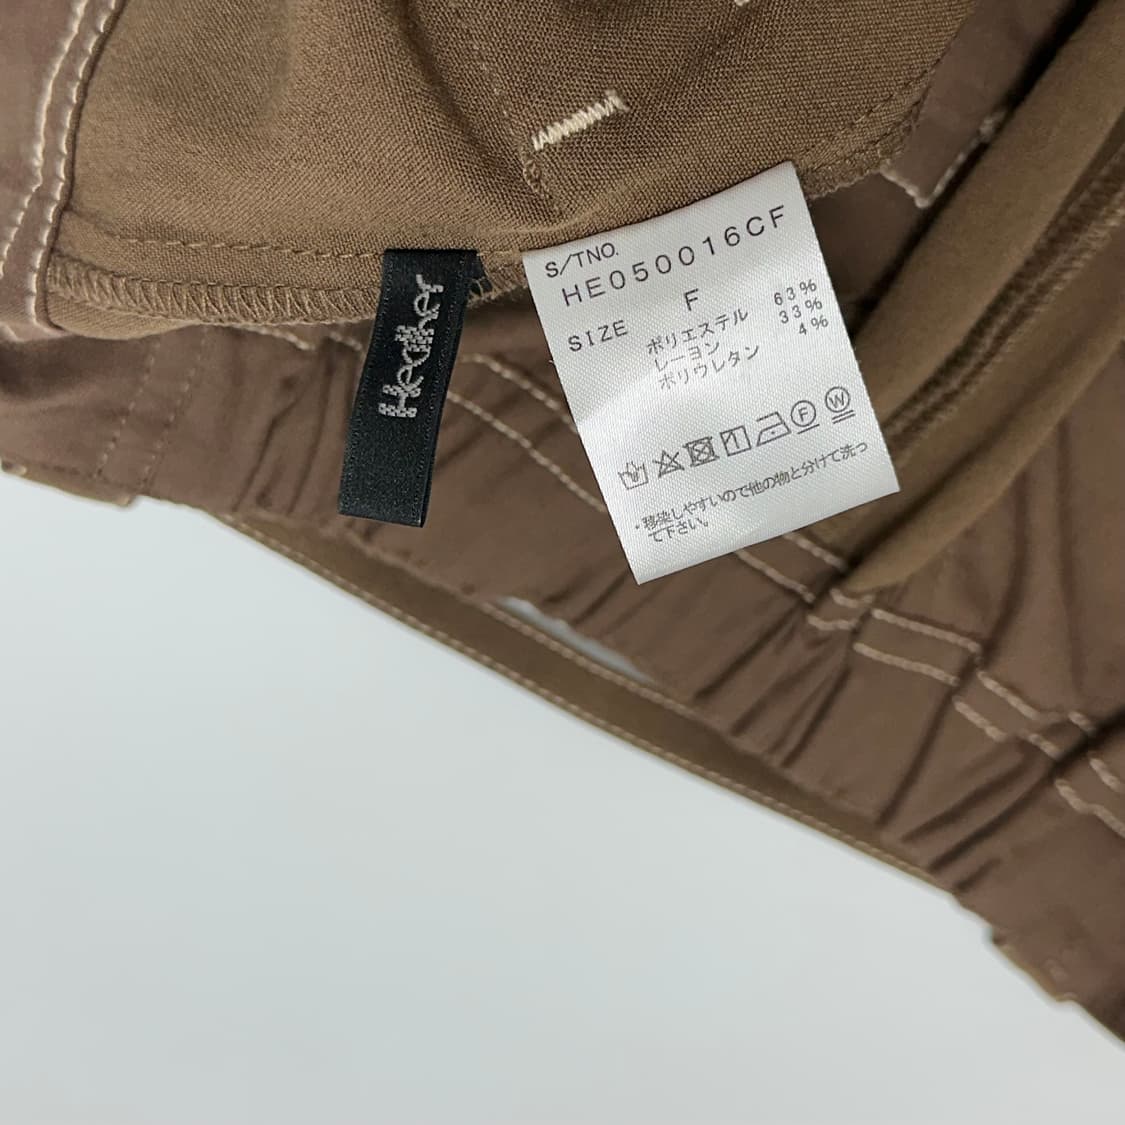 Heather
S/TNO.
HE050016CF
SIZE F
ポリエステル 63%
レーヨン 33%
ポリウレタン 4%
F W
・移染しやすいので他の物と分けて洗っ
て下さい。